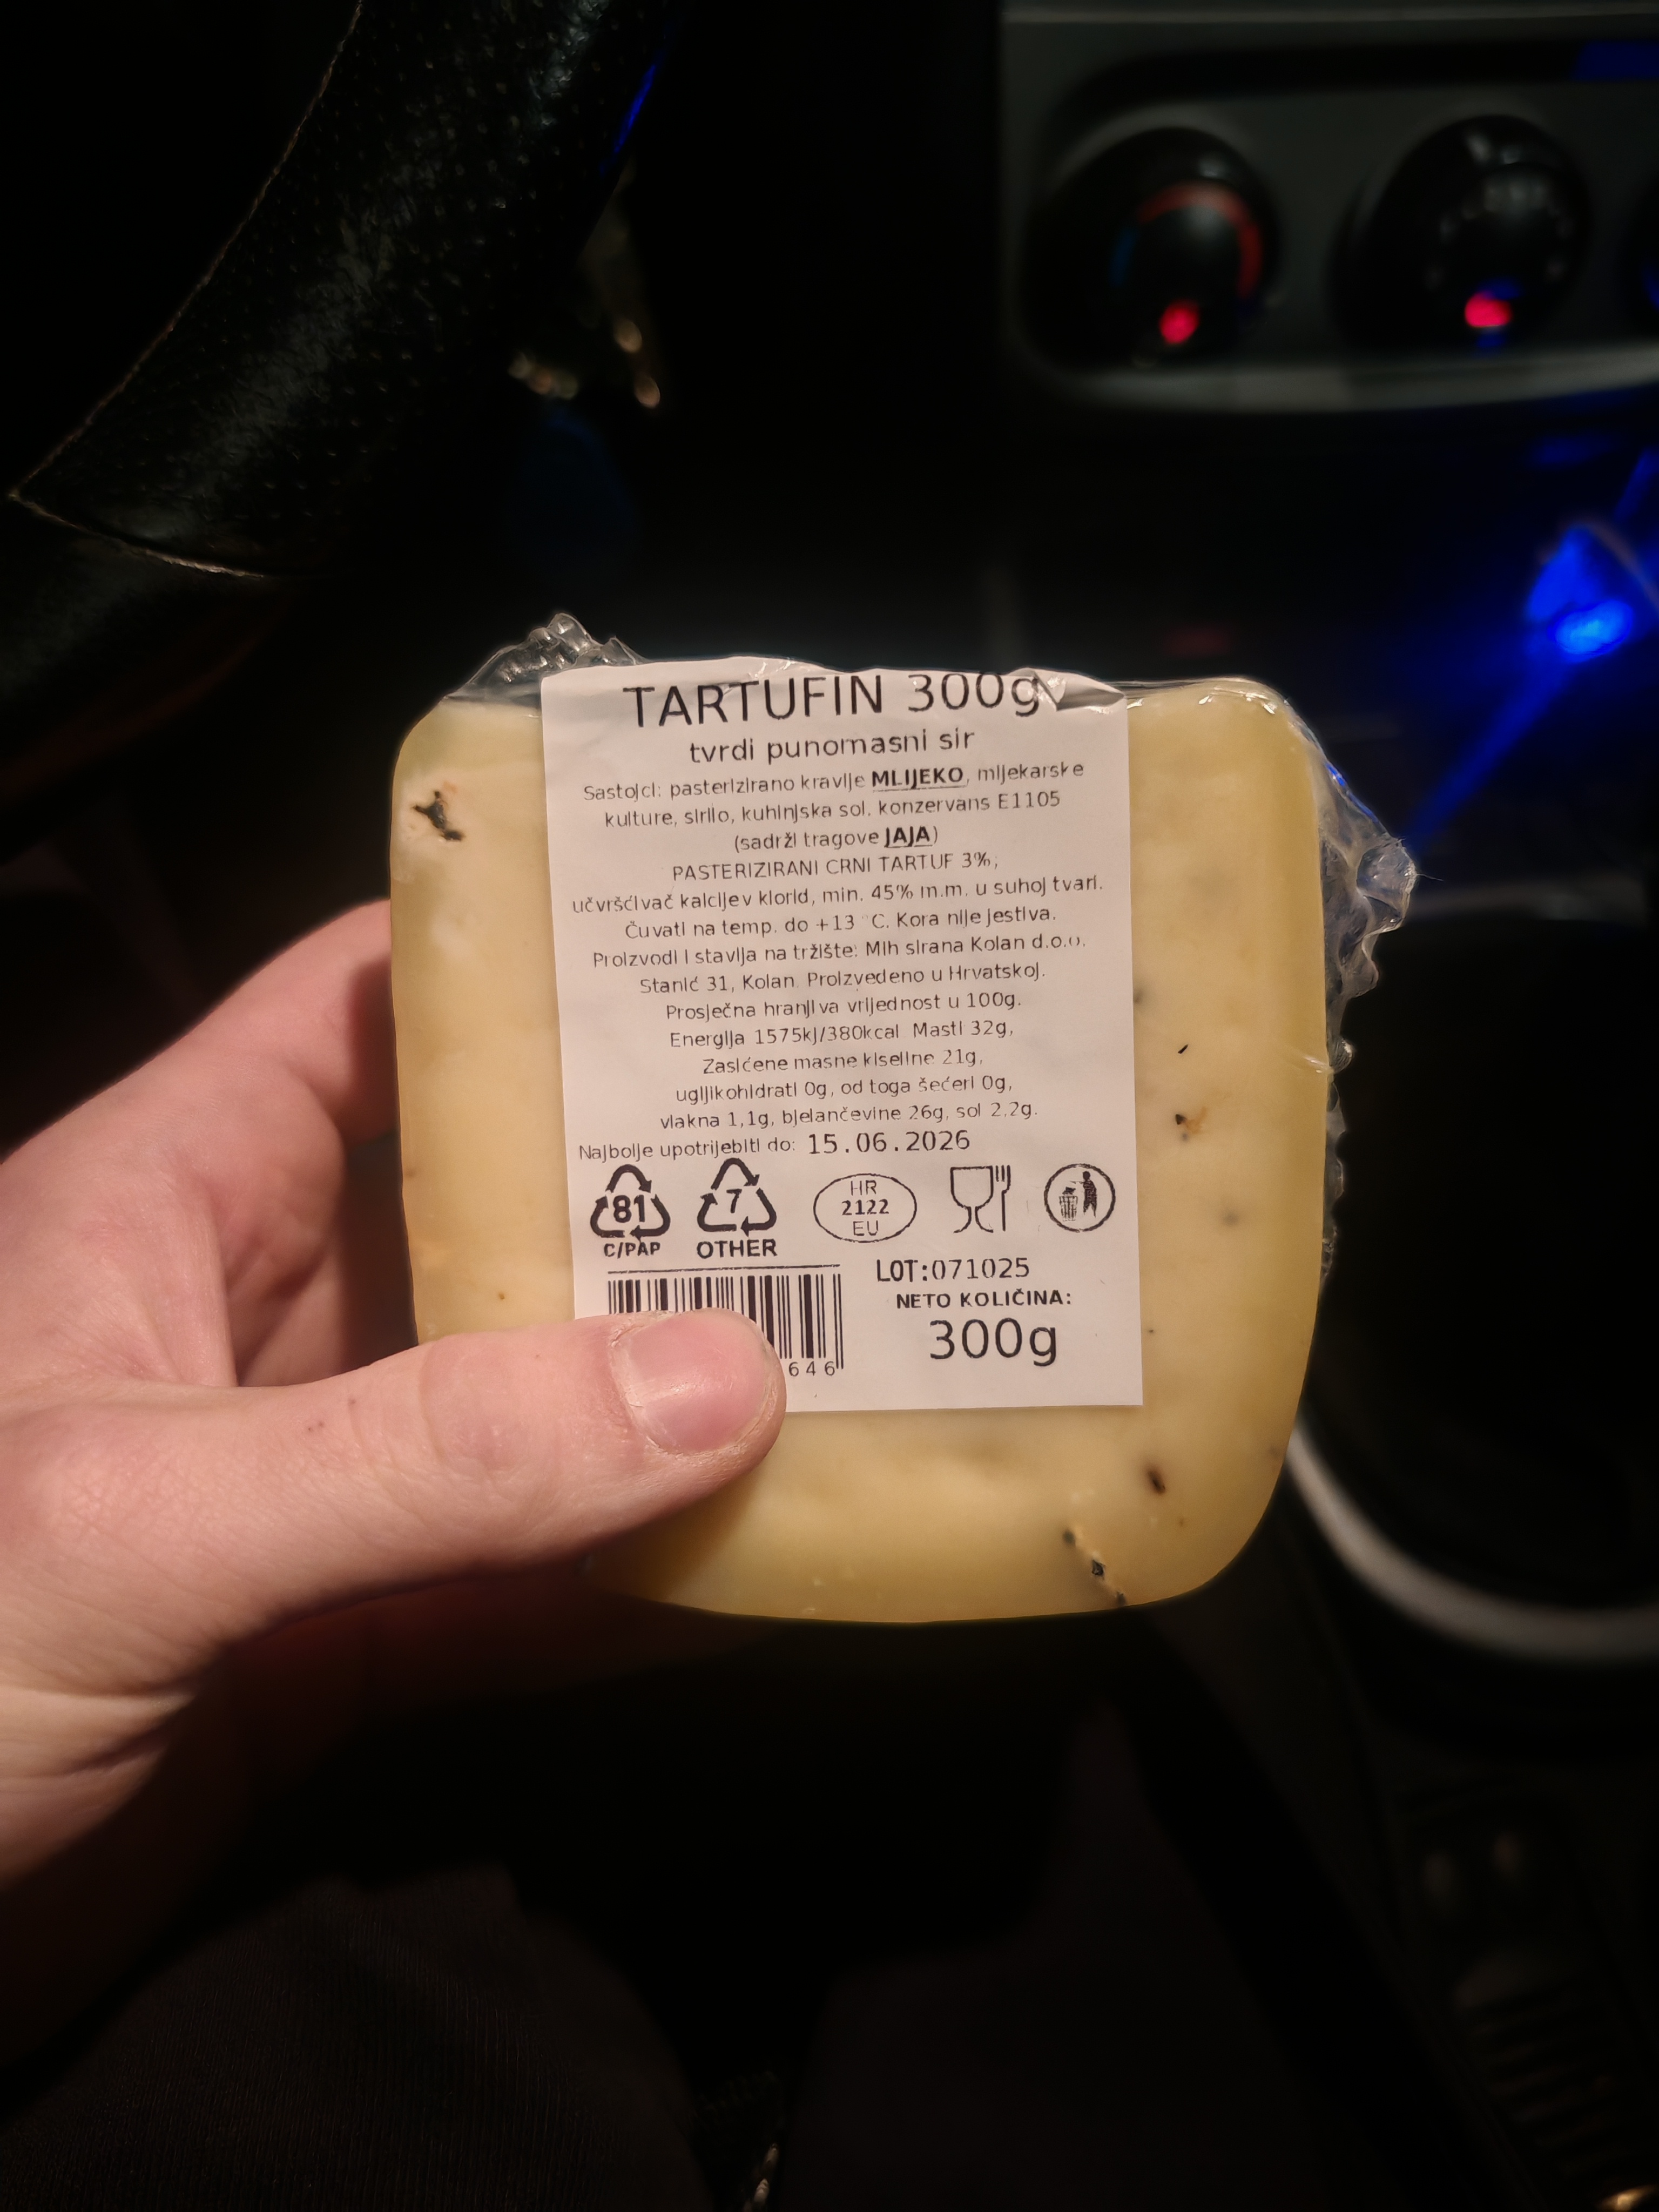 TARTUFIN 300g
tvrdi punomasni sir
Sastojci: pasterizirano kravlje MLIJEKO, mljekarske
kulture, sirilo, kuhinjska sol, konzervans E1105
(sadrži tragove JAJA)
PASTERIZIRANI CRNI TARTUF 3%;
učvršćivač kalcijev klorid, min. 45% m.m. u suhoj tvari.
Čuvati na temp. do +13 °C. Kora nije jestiva.
Proizvodi i stavlja na tržište: Mih sirana Kolan d.o.o.
Stanić 31, Kolan. Proizvedeno u Hrvatskoj.
Prosječna hranjiva vrijednost u 100g.
Energija 1575kJ/380kcal Masti 32g,
Zasićene masne kiseline 21g,
ugljikohidrati 0g, od toga šećeri 0g,
vlakna 1,1g, bjelančevine 26g, sol 2,2g.
Najbolje upotrijebiti do: 15.06.2026
81
C/PAP
7
OTHER
HR
2122
EU
LOT:071025
NETO KOLIČINA:
300g
646